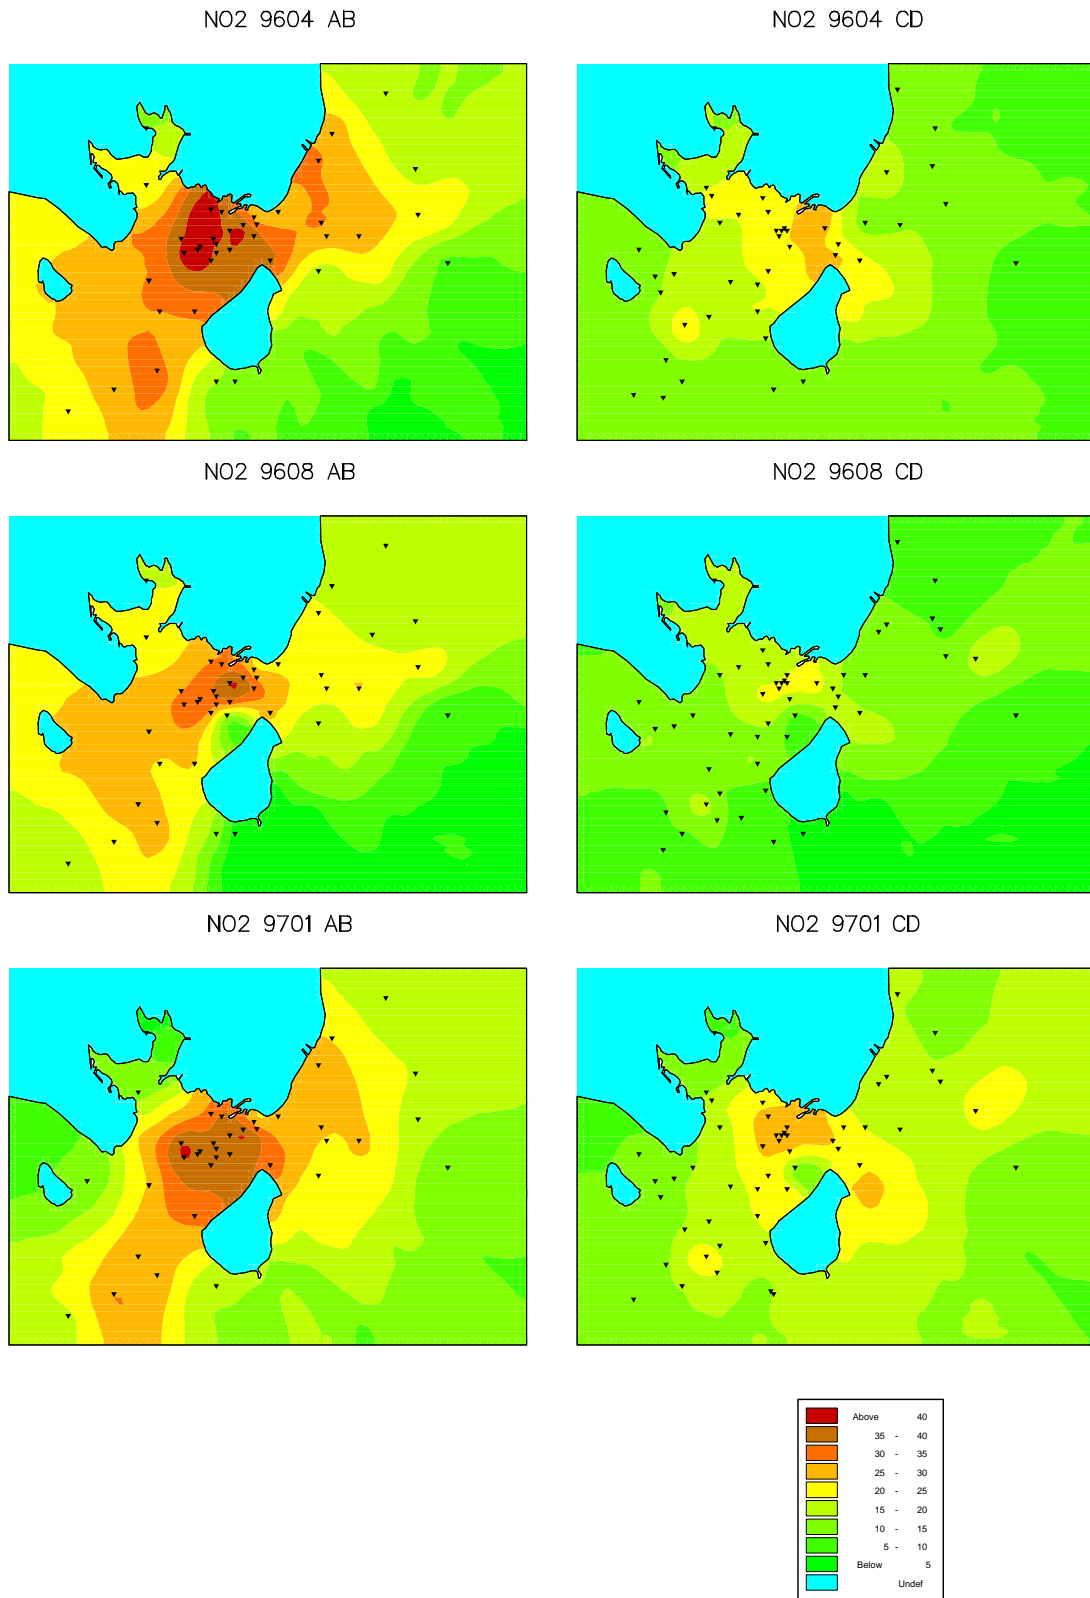 NO2 9604 AB
NO2 9604 CD
NO2 9608 AB
NO2 9608 CD
NO2 9701 AB
NO2 9701 CD
Above 40
35 - 40
30 - 35
25 - 30
20 - 25
15 - 20
10 - 15
5 - 10
Below 5
Undef